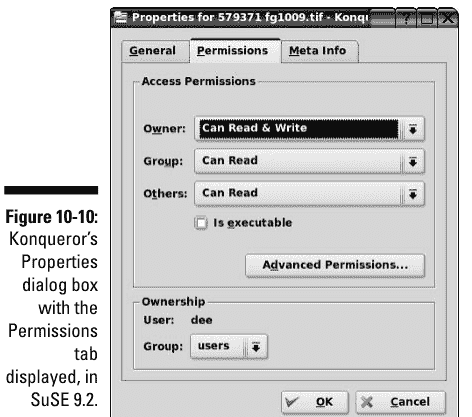 Properties for 579371 fg1009.tif - Konqu
General Permissions Meta Info
Access Permissions
Owner: Can Read & Write
Group: Can Read
Others: Can Read
Is executable
Advanced Permissions...
Ownership
User: dee
Group: users
OK Cancel
Figure 10-10:
Konqueror's
Properties
dialog box
with the
Permissions
tab
displayed, in
SuSE 9.2.